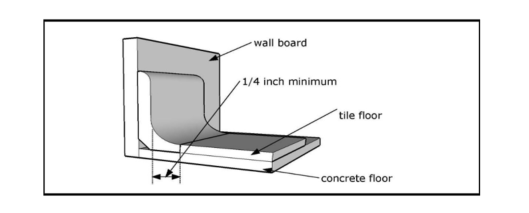 wall board
1/4 inch minimum
tile floor
concrete floor